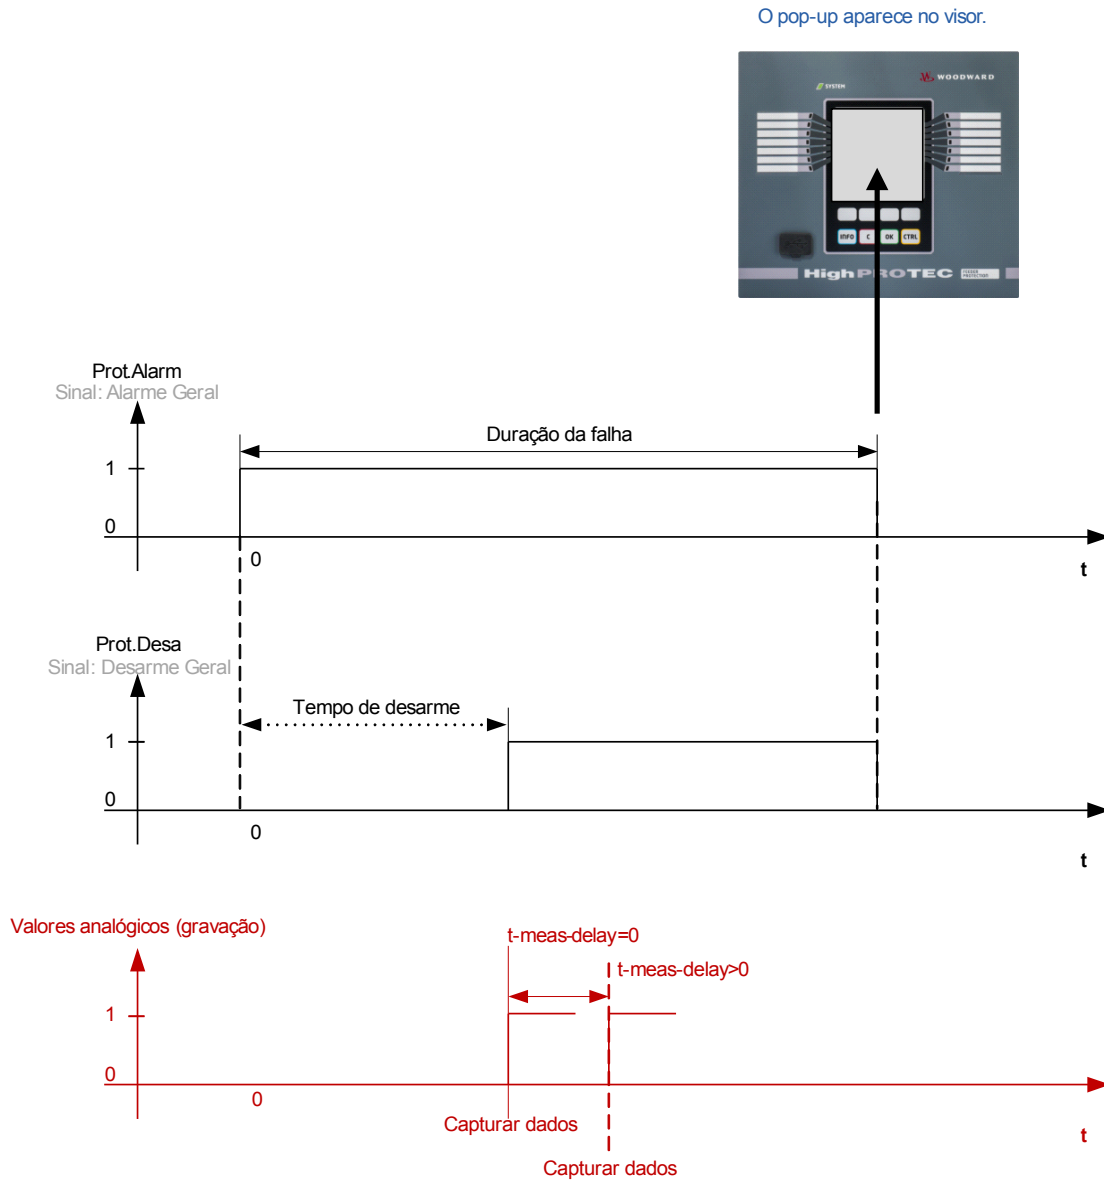 O pop-up aparece no visor.
WOODWARD
SYSTEM
INFO C OK CTRL
HighPROTEC
FEEDER
PROTECTION
Prot.Alarm
Sinal: Alarme Geral
Duração da falha
1
0
0
t
Prot.Desa
Sinal: Desarme Geral
Tempo de desarme
1
0
0
t
Valores analógicos (gravação)
t-meas-delay=0
t-meas-delay>0
1
0
0
Capturar dados
t
Capturar dados